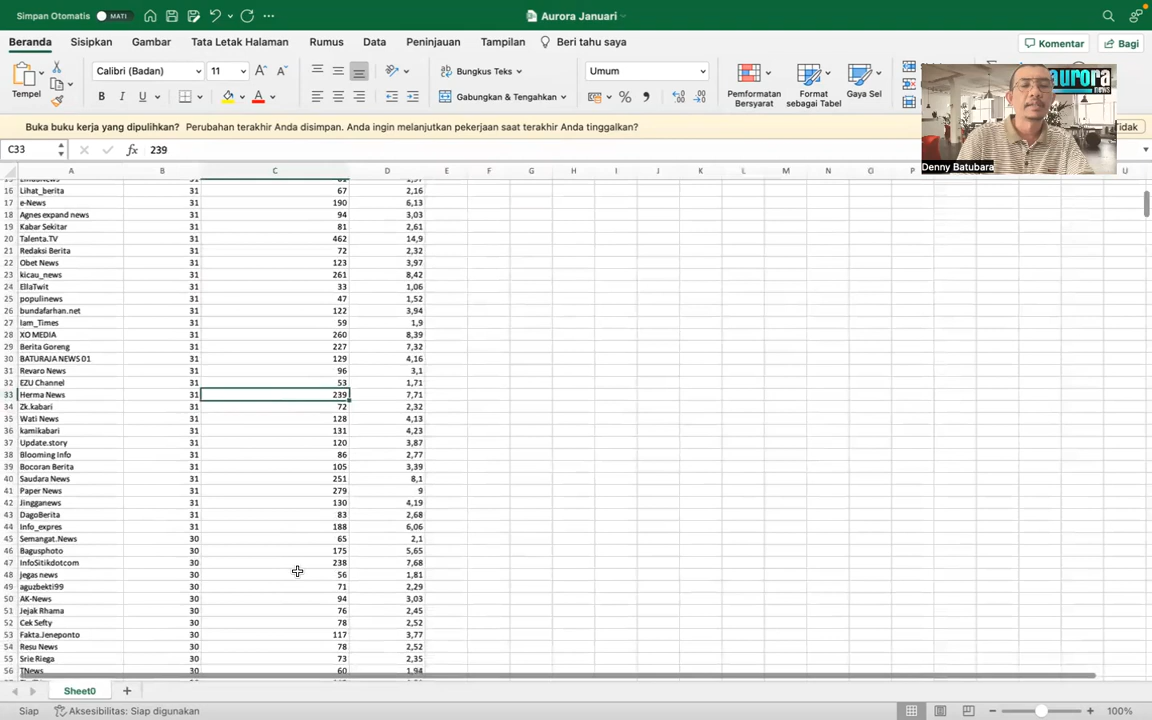 Simpan Otomatis MATI Aurora Januari
Beranda Sisipkan Gambar Tata Letak Halaman Rumus Data Peninjauan Tampilan Beri tahu saya Komentar Bagi
Tempel Calibri (Badan) 11 Bungkus Teks Umum Pemformatan Bersyarat Format sebagai Tabel Gaya Sel
B I U A Gabungkan & Tengahkan % aurora
news
Buka buku kerja yang dipulihkan? Perubahan terakhir Anda disimpan. Anda ingin melanjutkan pekerjaan saat terakhir Anda tinggalkan? Tidak
C33 fx 239 Denny Batubara
A B C D E F G H I J K L M N O P U
16 Lihat_berita 31 67 2,16
17 e-News 31 190 6,13
18 Agnes expand news 31 94 3,03
19 Kabar Sekitar 31 81 2,61
20 Talenta.TV 31 462 14,9
21 Redaksi Berita 31 72 2,32
22 Obet News 31 123 3,97
23 kicau_news 31 261 8,42
24 EllaTwit 31 33 1,06
25 populinews 31 47 1,52
26 bundafarhan.net 31 122 3,94
27 Iam_Times 31 59 1,9
28 XO MEDIA 31 260 8,39
29 Berita Goreng 31 227 7,32
30 BATURAJA NEWS 01 31 129 4,16
31 Revaro News 31 96 3,1
32 EZU Channel 31 53 1,71
33 Herma News 31 239 7,71
34 Zk.kabari 31 72 2,32
35 Wati News 31 128 4,13
36 kamikabari 31 131 4,23
37 Update.story 31 120 3,87
38 Blooming Info 31 86 2,77
39 Bocoran Berita 31 105 3,39
40 Saudara News 31 251 8,1
41 Paper News 31 279 9
42 Jingganews 31 130 4,19
43 DagoBerita 31 83 2,68
44 Info_expres 31 188 6,06
45 Semangat.News 30 65 2,1
46 Bagusphoto 30 175 5,65
47 InfoSitikdotcom 30 238 7,68
48 jegas news 30 56 1,81
49 aguzbekti99 30 71 2,29
50 AK-News 30 94 3,03
51 Jejak Rhama 30 76 2,45
52 Cek Sefty 30 78 2,52
53 Fakta.Jeneponto 30 117 3,77
54 Resu News 30 78 2,52
55 Srie Riega 30 73 2,35
56 TNews 30 60 1,94
Sheet0
Siap Aksesibilitas: Siap digunakan 100%